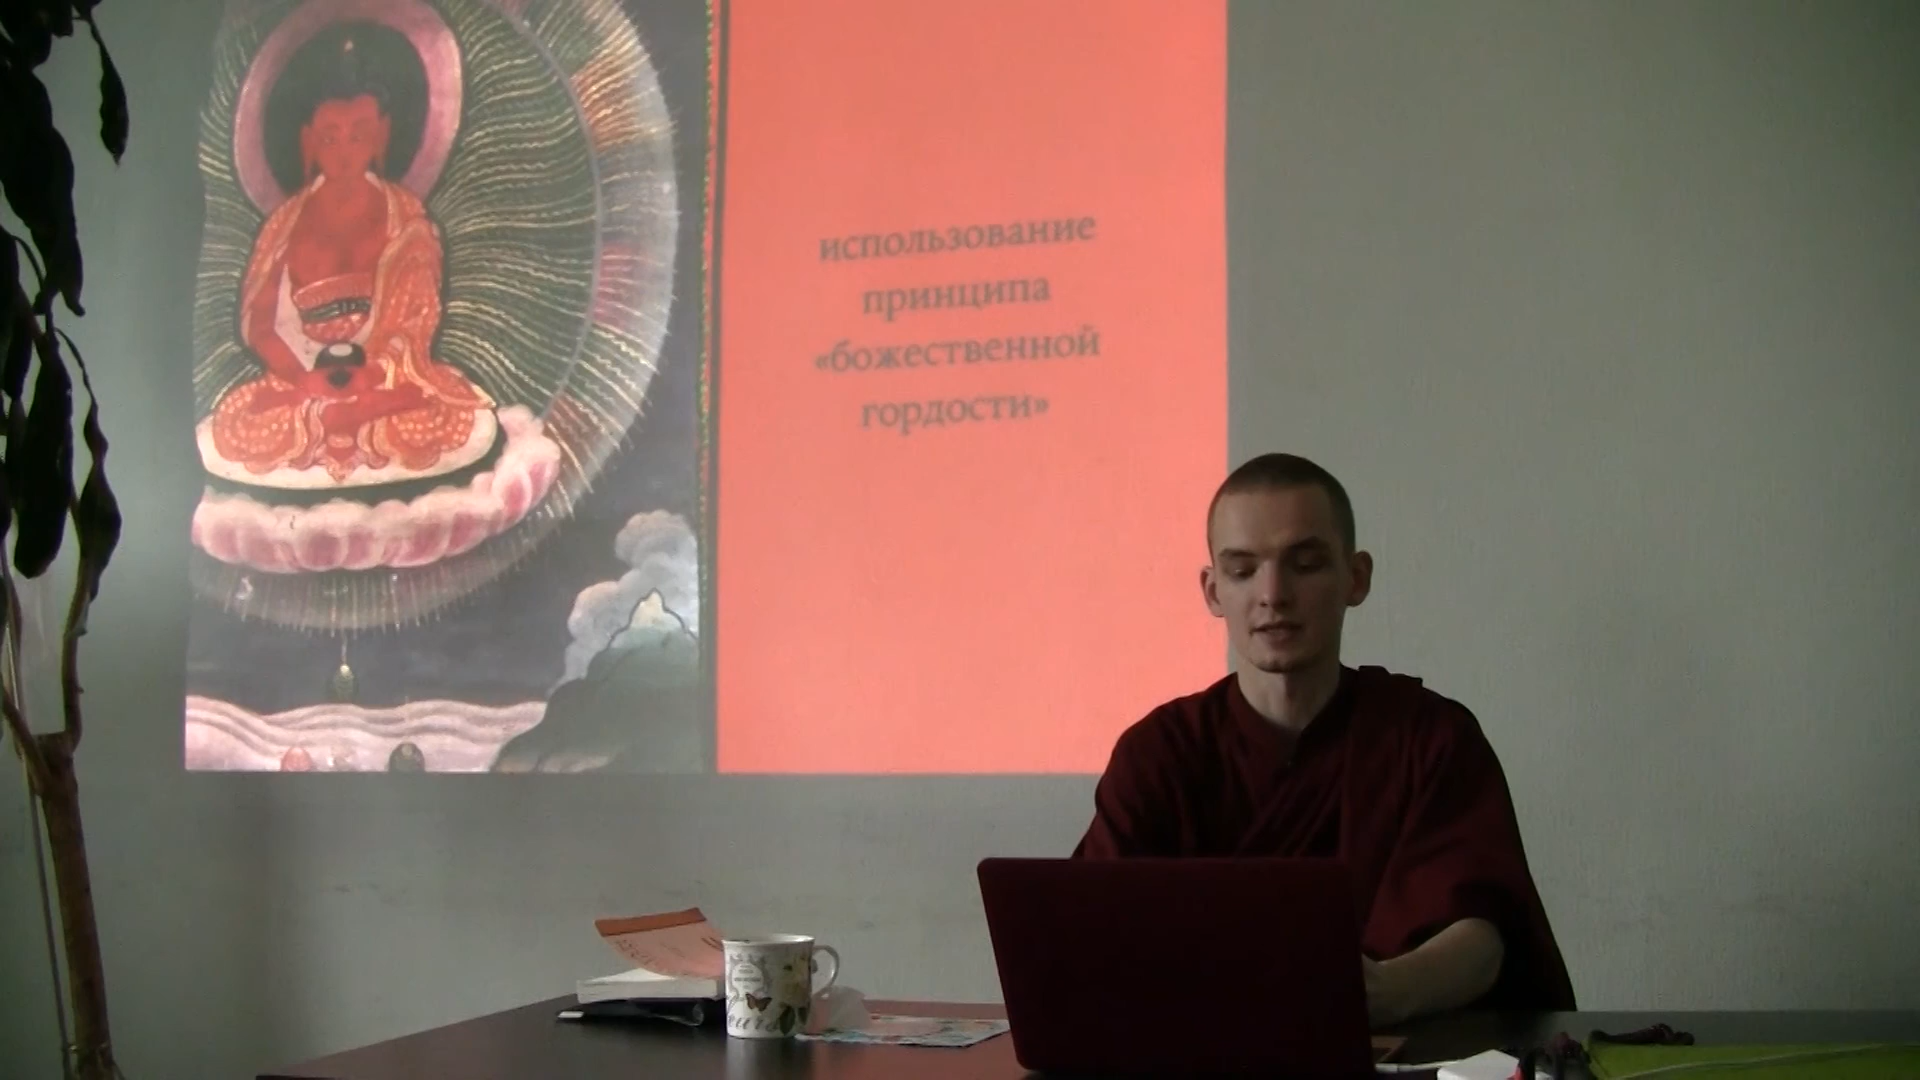 использование
принципа
«божественной
гордости»